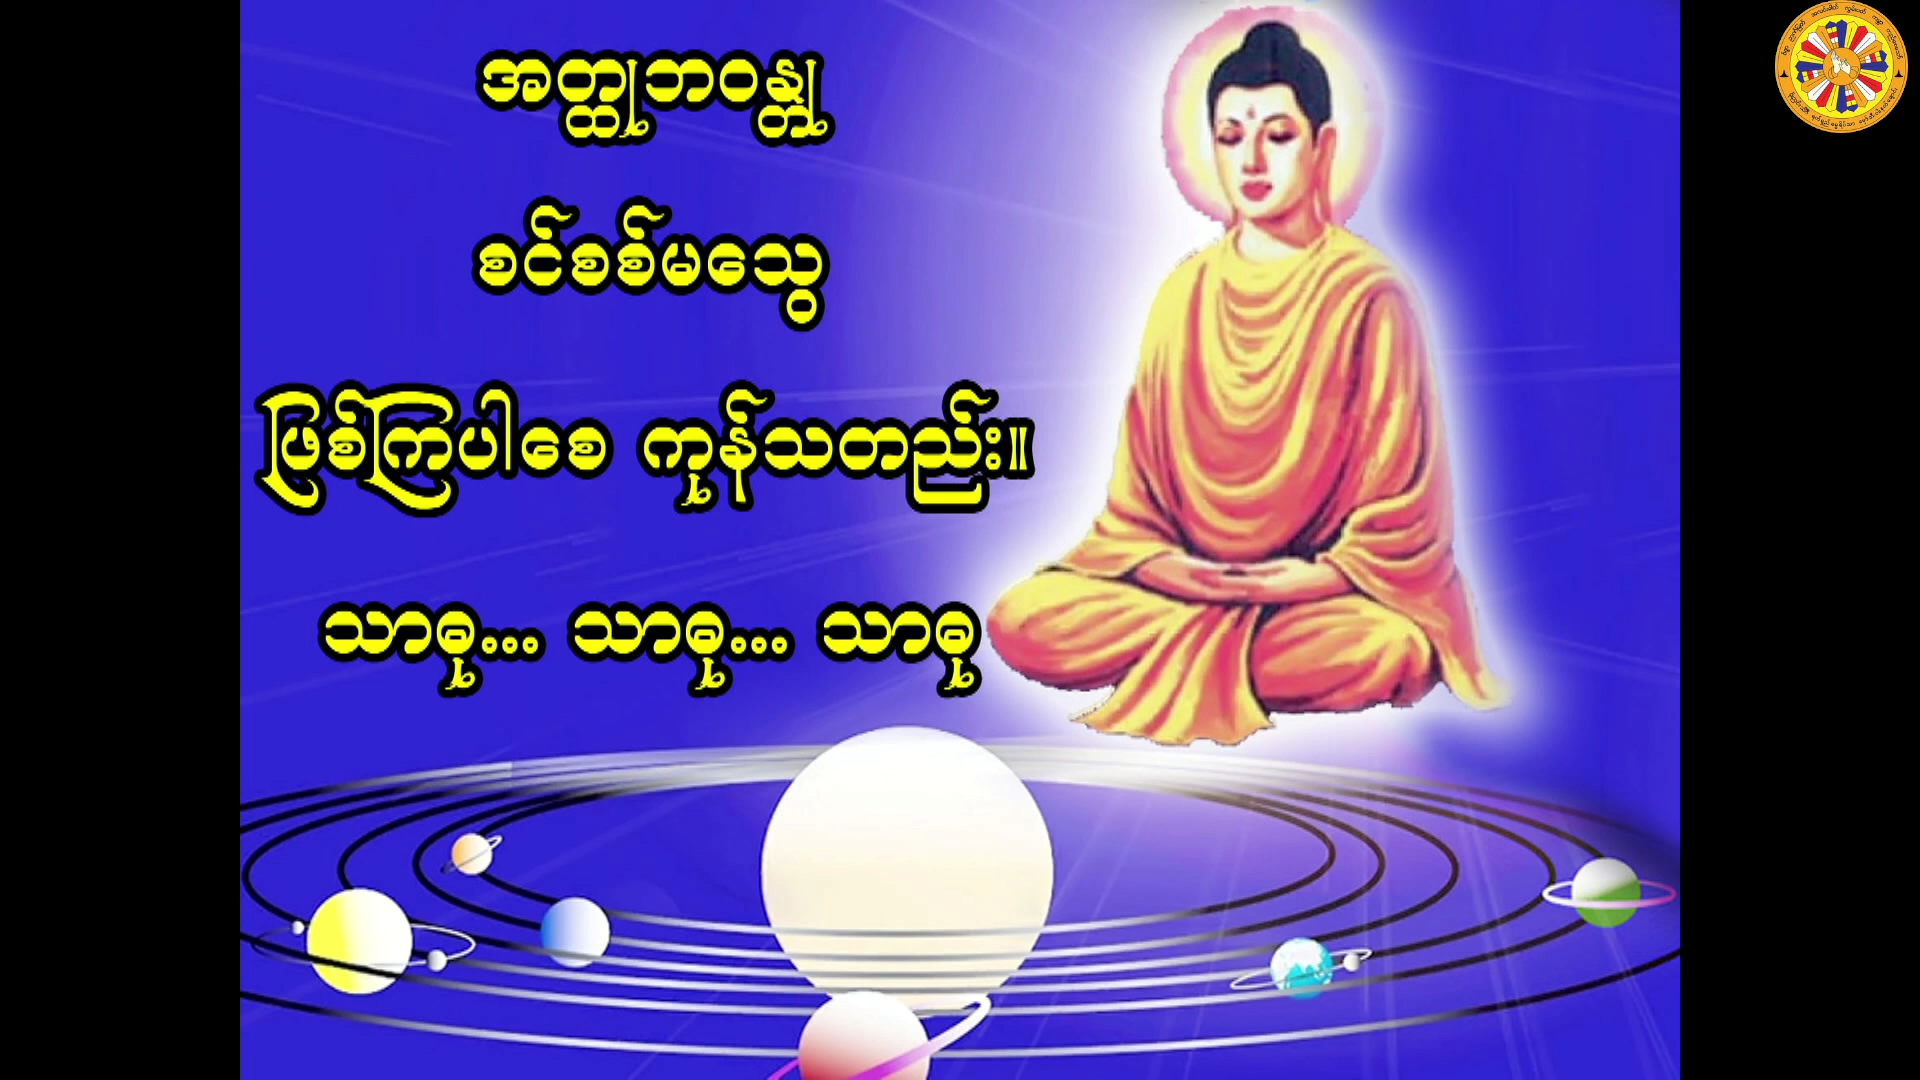 အတ္ထုဘဝန္တု
စင်စစ်မသွေ
ဖြစ်ကြပါစေ ကုန်သတည်း။
သာဓု... သာဓု... သာဓု